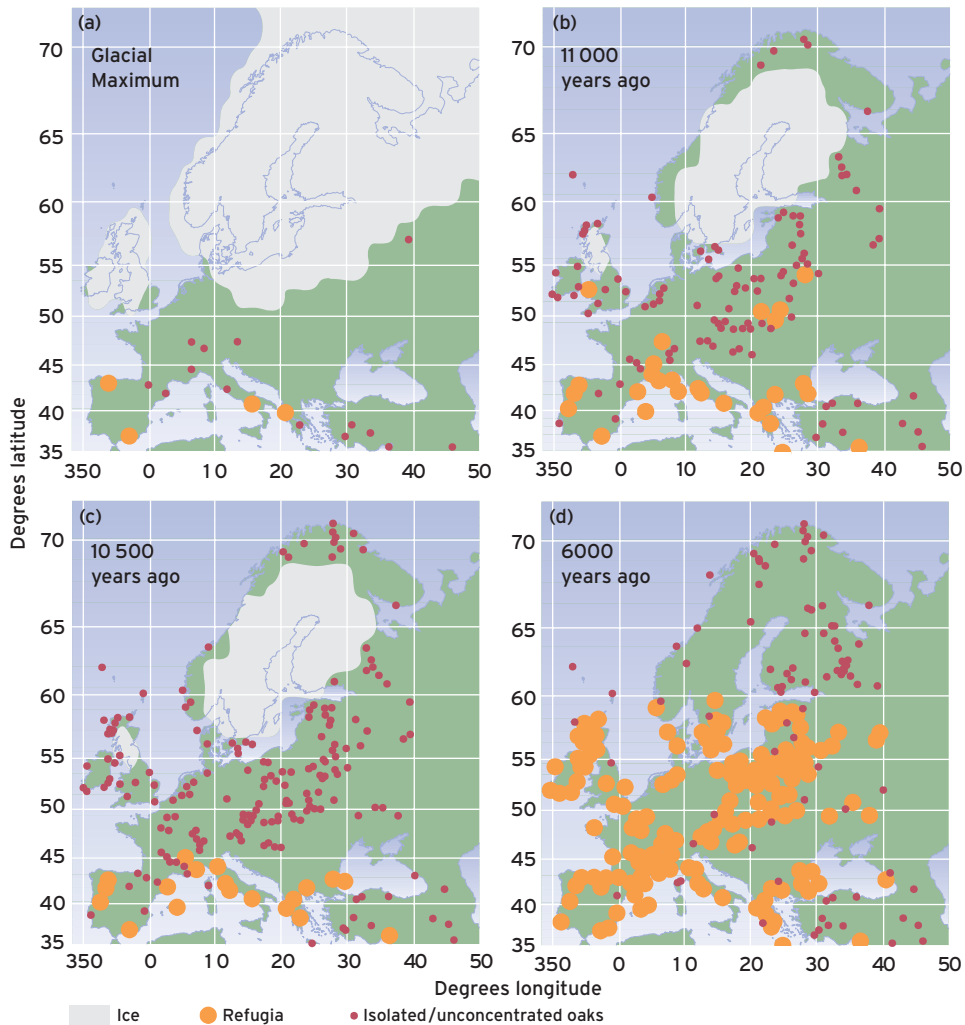 (a)
Glacial
Maximum
70
65
60
55
50
45
40
35
350 0 10 20 30 40 50
(b)
11 000
years ago
70
65
60
55
50
45
40
35
350 0 10 20 30 40 50
Degrees latitude
(c)
10 500
years ago
70
65
60
55
50
45
40
35
350 0 10 20 30 40 50
(d)
6000
years ago
70
65
60
55
50
45
40
35
350 0 10 20 30 40 50
Degrees longitude
Ice Refugia Isolated/unconcentrated oaks